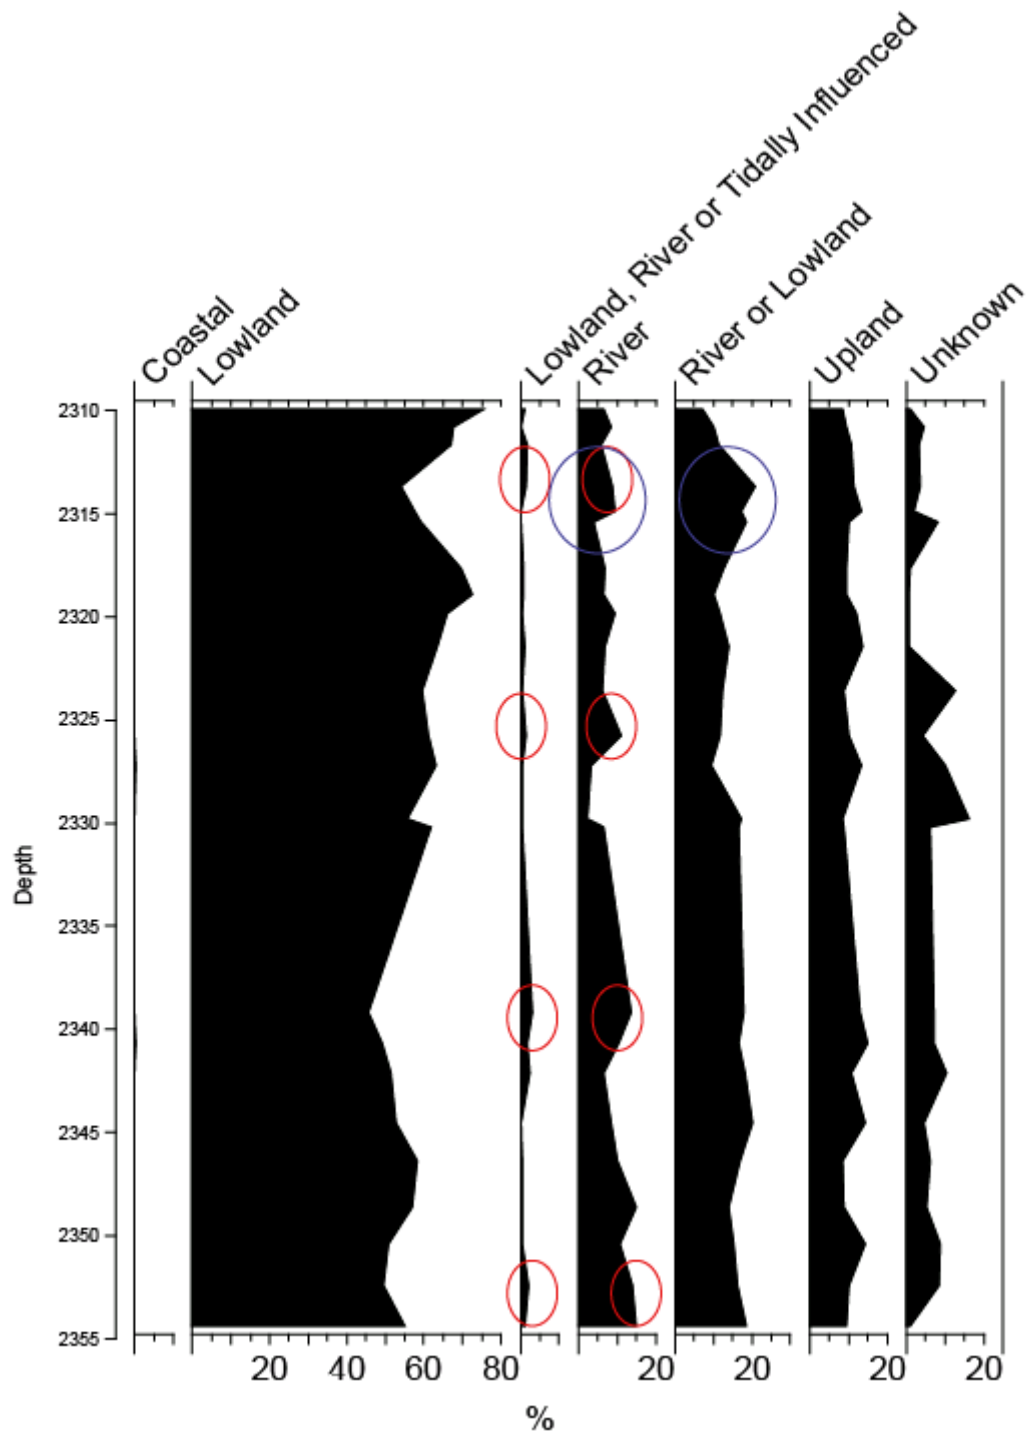 Coastal
Lowland
Lowland, River or Tidally Influenced
River
River or Lowland
Upland
Unknown
2310
2315
2320
2325
2330
2335
2340
2345
2350
2355
Depth
20 40 60 80 20 20 20 20
%